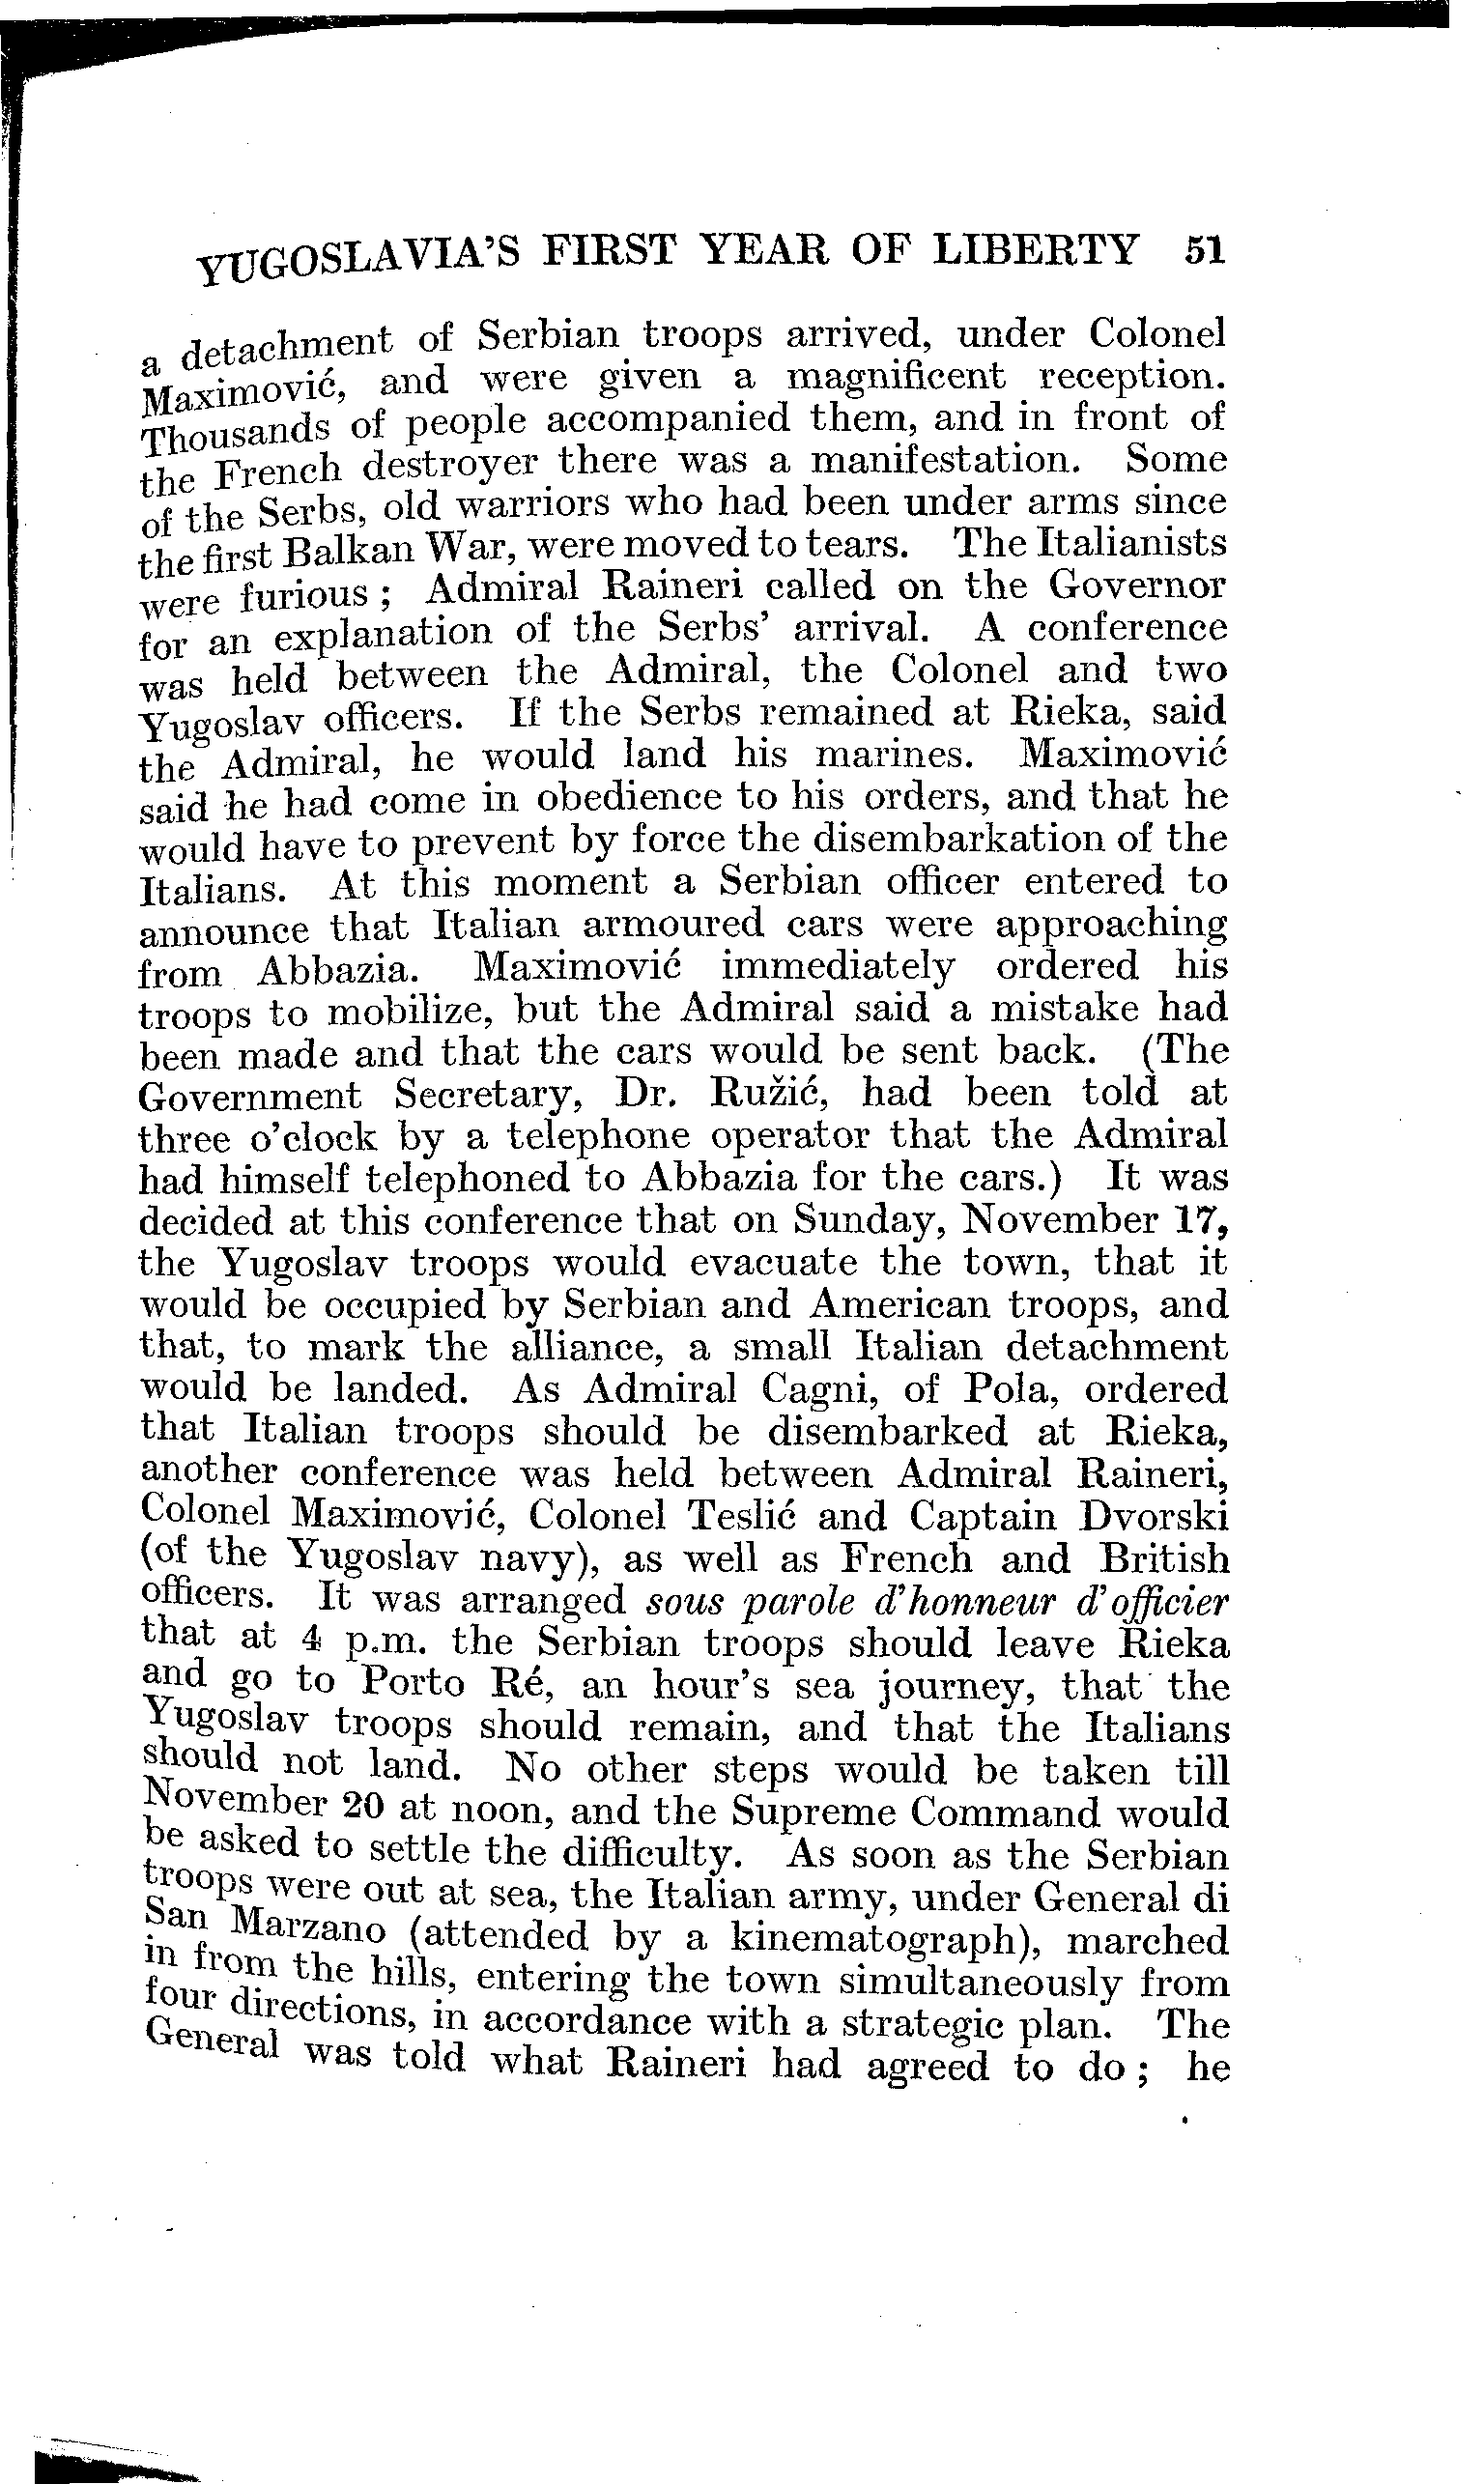 YUGOSLAVIA'S FIRST YEAR OF LIBERTY 51
a detachment of Serbian troops arrived, under Colonel
Maximović, and were given a magnificent reception.
Thousands of people accompanied them, and in front of
the French destroyer there was a manifestation. Some
of the Serbs, old warriors who had been under arms since
the first Balkan War, were moved to tears. The Italianists
were furious ; Admiral Raineri called on the Governor
for an explanation of the Serbs' arrival. A conference
was held between the Admiral, the Colonel and two
Yugoslav officers. If the Serbs remained at Rieka, said
the Admiral, he would land his marines. Maximović
said he had come in obedience to his orders, and that he
would have to prevent by force the disembarkation of the
Italians. At this moment a Serbian officer entered to
announce that Italian armoured cars were approaching
from Abbazia. Maximović immediately ordered his
troops to mobilize, but the Admiral said a mistake had
been made and that the cars would be sent back. (The
Government Secretary, Dr. Ružić, had been told at
three o'clock by a telephone operator that the Admiral
had himself telephoned to Abbazia for the cars.) It was
decided at this conference that on Sunday, November 17,
the Yugoslav troops would evacuate the town, that it
would be occupied by Serbian and American troops, and
that, to mark the alliance, a small Italian detachment
would be landed. As Admiral Cagni, of Pola, ordered
that Italian troops should be disembarked at Rieka,
another conference was held between Admiral Raineri,
Colonel Maximović, Colonel Teslić and Captain Dvorski
(of the Yugoslav navy), as well as French and British
officers. It was arranged sous parole d'honneur d'officier
that at 4 p.m. the Serbian troops should leave Rieka
and go to Porto Ré, an hour's sea journey, that the
Yugoslav troops should remain, and that the Italians
should not land. No other steps would be taken till
November 20 at noon, and the Supreme Command would
be asked to settle the difficulty. As soon as the Serbian
troops were out at sea, the Italian army, under General di
San Marzano (attended by a kinematograph), marched
in from the hills, entering the town simultaneously from
four directions, in accordance with a strategic plan. The
General was told what Raineri had agreed to do ; he